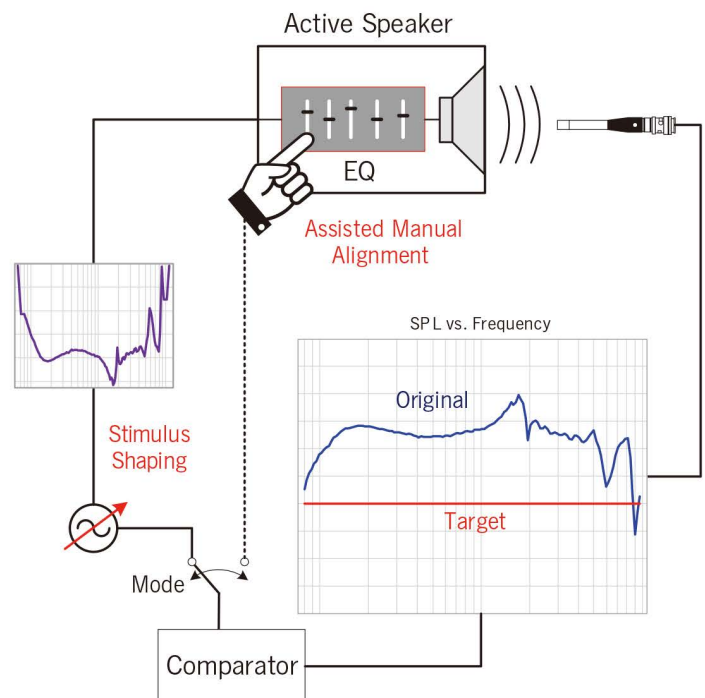 Active Speaker
EQ
Assisted Manual
Alignment
SPL vs. Frequency
Original
Stimulus
Shaping
Target
Mode
Comparator